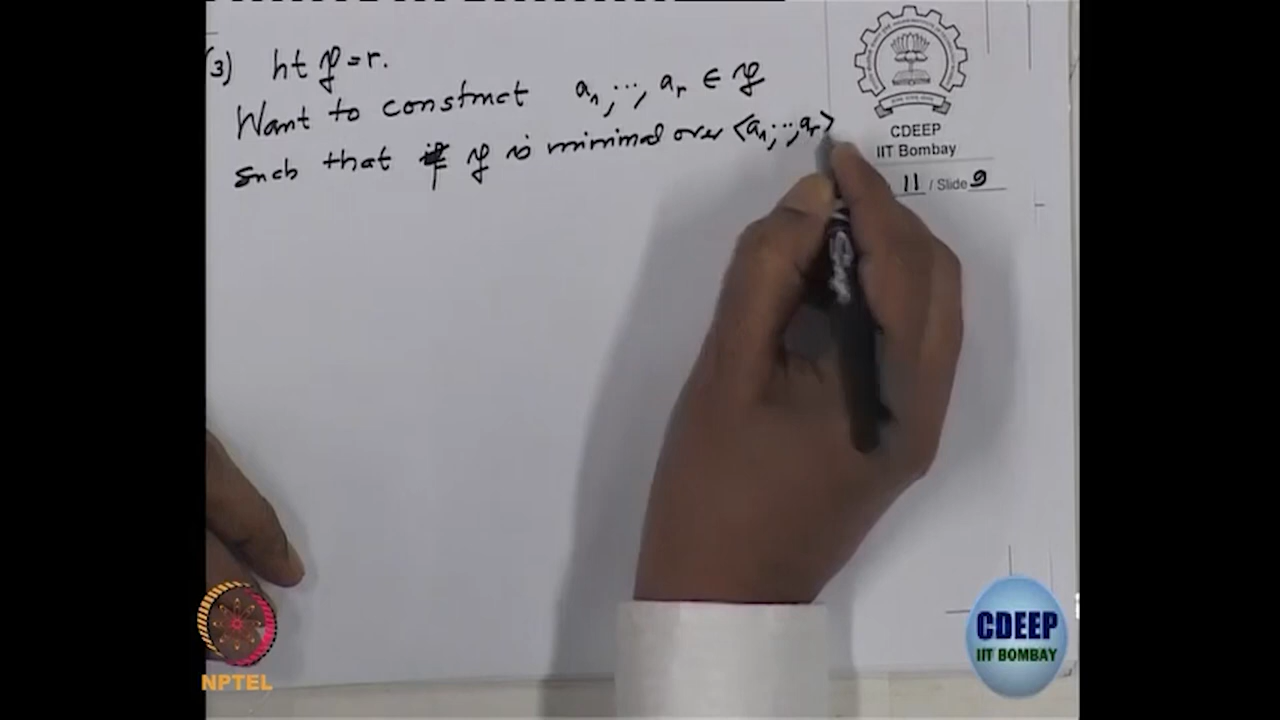 (3) ht 𝔭 = r.
Want to construct a₁, ..., aᵣ ∈ 𝔭
such that 𝔭 is minimal over <a₁, ..., aᵣ>
CDEEP
IIT Bombay
11 / Slide 9
NPTEL
CDEEP
IIT BOMBAY